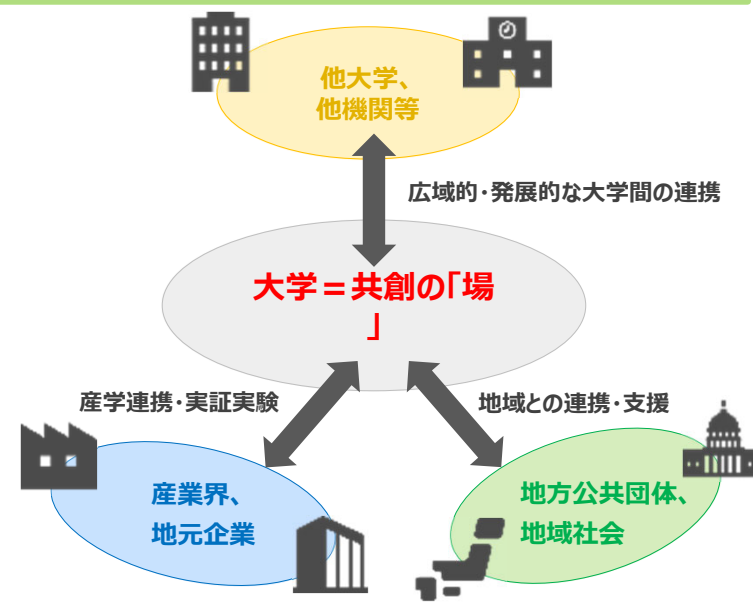 他大学、
他機関等
広域的・発展的な大学間の連携
大学＝共創の「場
」
産学連携・実証実験
地域との連携・支援
産業界、
地元企業
地方公共団体、
地域社会